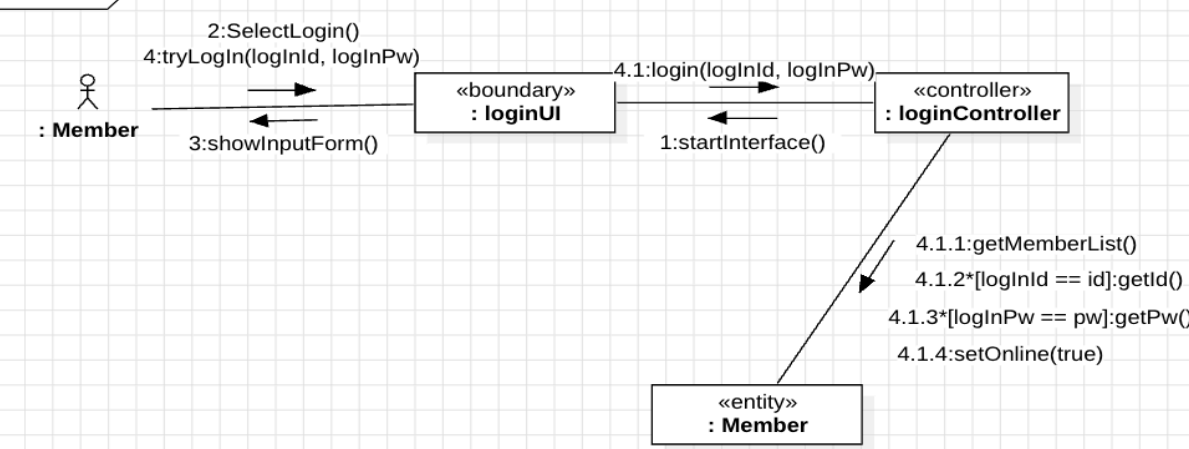 2:SelectLogin()
4:tryLogIn(logInId, logInPw)
: Member
3:showInputForm()
«boundary»
: loginUI
4.1:login(logInId, logInPw)
1:startInterface()
«controller»
: loginController
4.1.1:getMemberList()
4.1.2*[logInId == id]:getId()
4.1.3*[logInPw == pw]:getPw()
4.1.4:setOnline(true)
«entity»
: Member